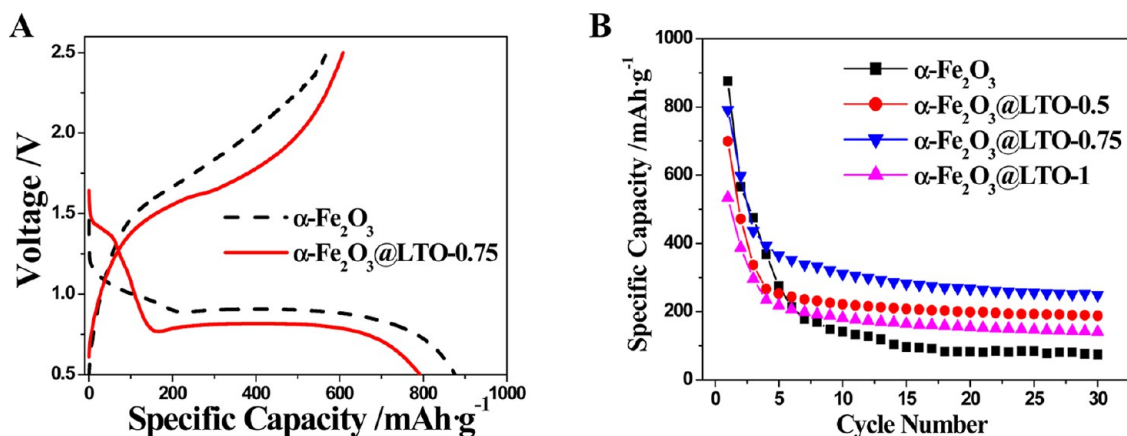 A
Voltage /V
2.5
2.0
1.5
1.0
0.5
α-Fe₂O₃
α-Fe₂O₃@LTO-0.75
0 200 400 600 800 1000
Specific Capacity /mAh·g⁻¹
B
Specific Capacity /mAh·g⁻¹
1000
800
600
400
200
0
α-Fe₂O₃
α-Fe₂O₃@LTO-0.5
α-Fe₂O₃@LTO-0.75
α-Fe₂O₃@LTO-1
0 5 10 15 20 25 30
Cycle Number